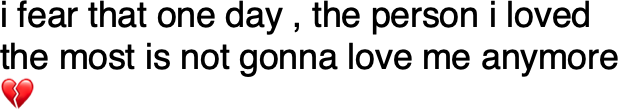 i fear that one day , the person i loved
the most is not gonna love me anymore
💔